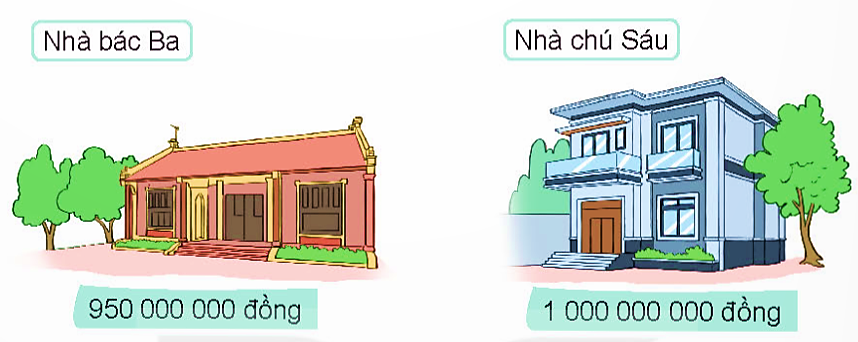 Nhà bác Ba
Nhà chú Sáu
950 000 000 đồng
1 000 000 000 đồng